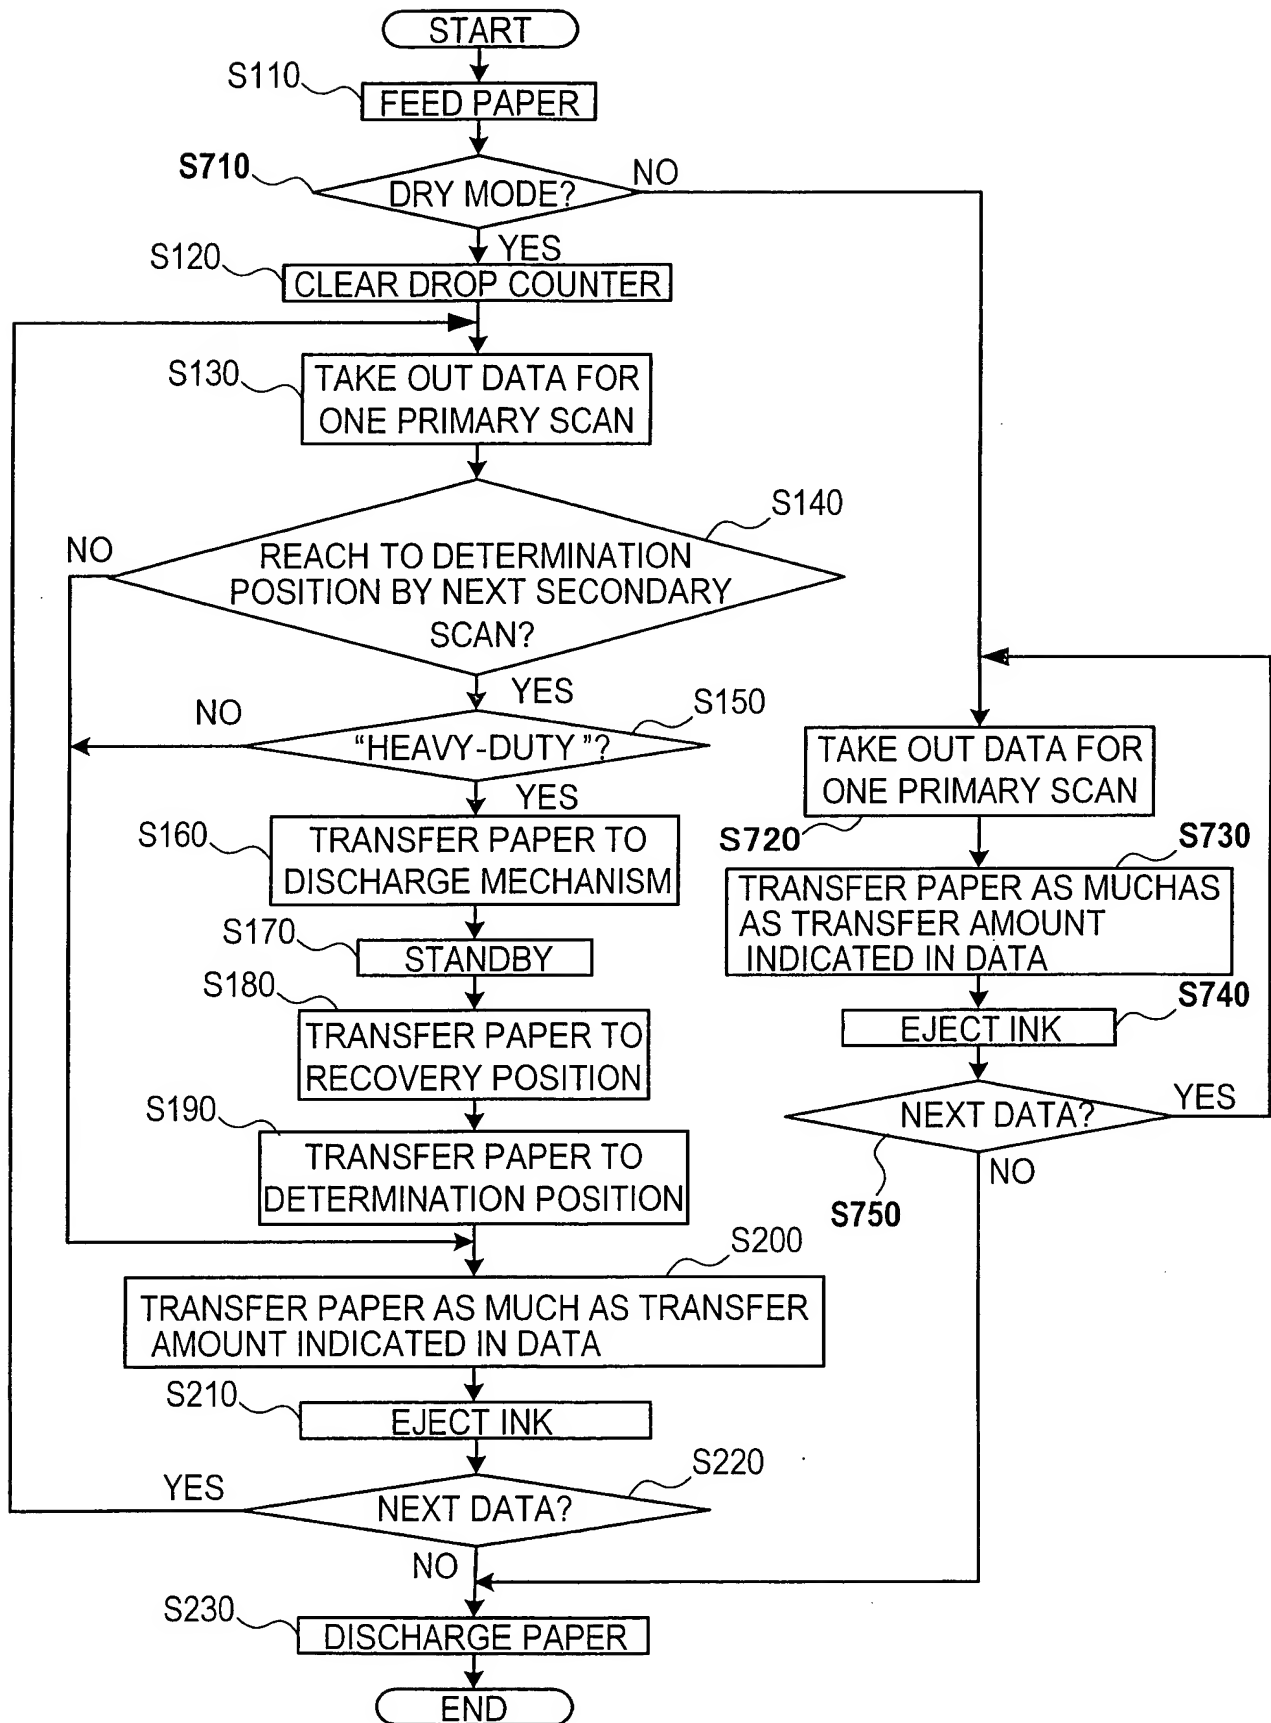 START
S110
FEED PAPER
S710
DRY MODE?
NO
YES
S120
CLEAR DROP COUNTER
S130
TAKE OUT DATA FOR
ONE PRIMARY SCAN
S140
NO
REACH TO DETERMINATION
POSITION BY NEXT SECONDARY
SCAN?
YES
S150
NO
“HEAVY-DUTY”?
YES
S160
TRANSFER PAPER TO
DISCHARGE MECHANISM
S170
STANDBY
S180
TRANSFER PAPER TO
RECOVERY POSITION
S190
TRANSFER PAPER TO
DETERMINATION POSITION
S200
TRANSFER PAPER AS MUCH AS TRANSFER
AMOUNT INDICATED IN DATA
S210
EJECT INK
S220
YES
NEXT DATA?
NO
S230
DISCHARGE PAPER
END
TAKE OUT DATA FOR
ONE PRIMARY SCAN
S720
S730
TRANSFER PAPER AS MUCHAS
AS TRANSFER AMOUNT
INDICATED IN DATA
S740
EJECT INK
NEXT DATA?
YES
NO
S750